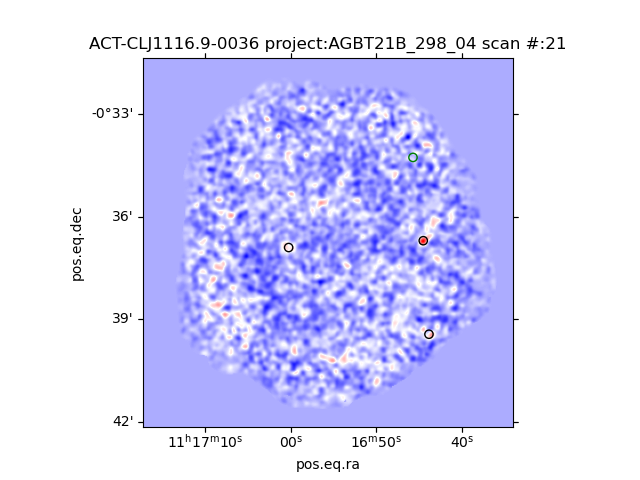 ACT-CLJ1116.9-0036 project:AGBT21B_298_04 scan #:21
-0°33'
36'
39'
42'
pos.eq.dec
11ʰ17ᵐ10ˢ 00ˢ 16ᵐ50ˢ 40ˢ
pos.eq.ra